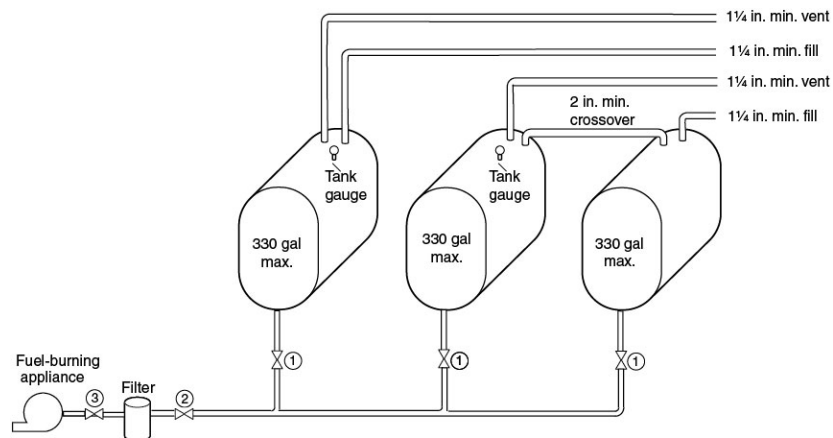 1¼ in. min. vent
1¼ in. min. fill
1¼ in. min. vent
2 in. min.
crossover
1¼ in. min. fill
Tank
gauge
Tank
gauge
330 gal
max.
330 gal
max.
330 gal
max.
1
1
1
Fuel-burning
appliance
3
Filter
2